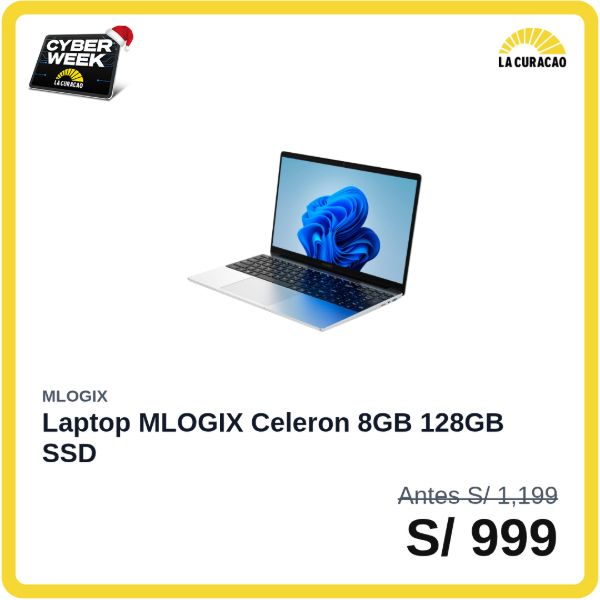 CYBER
WEEK
LA CURACAO
LA CURACAO
MLOGIX
Laptop MLOGIX Celeron 8GB 128GB
SSD
Antes S/ 1,199
S/ 999